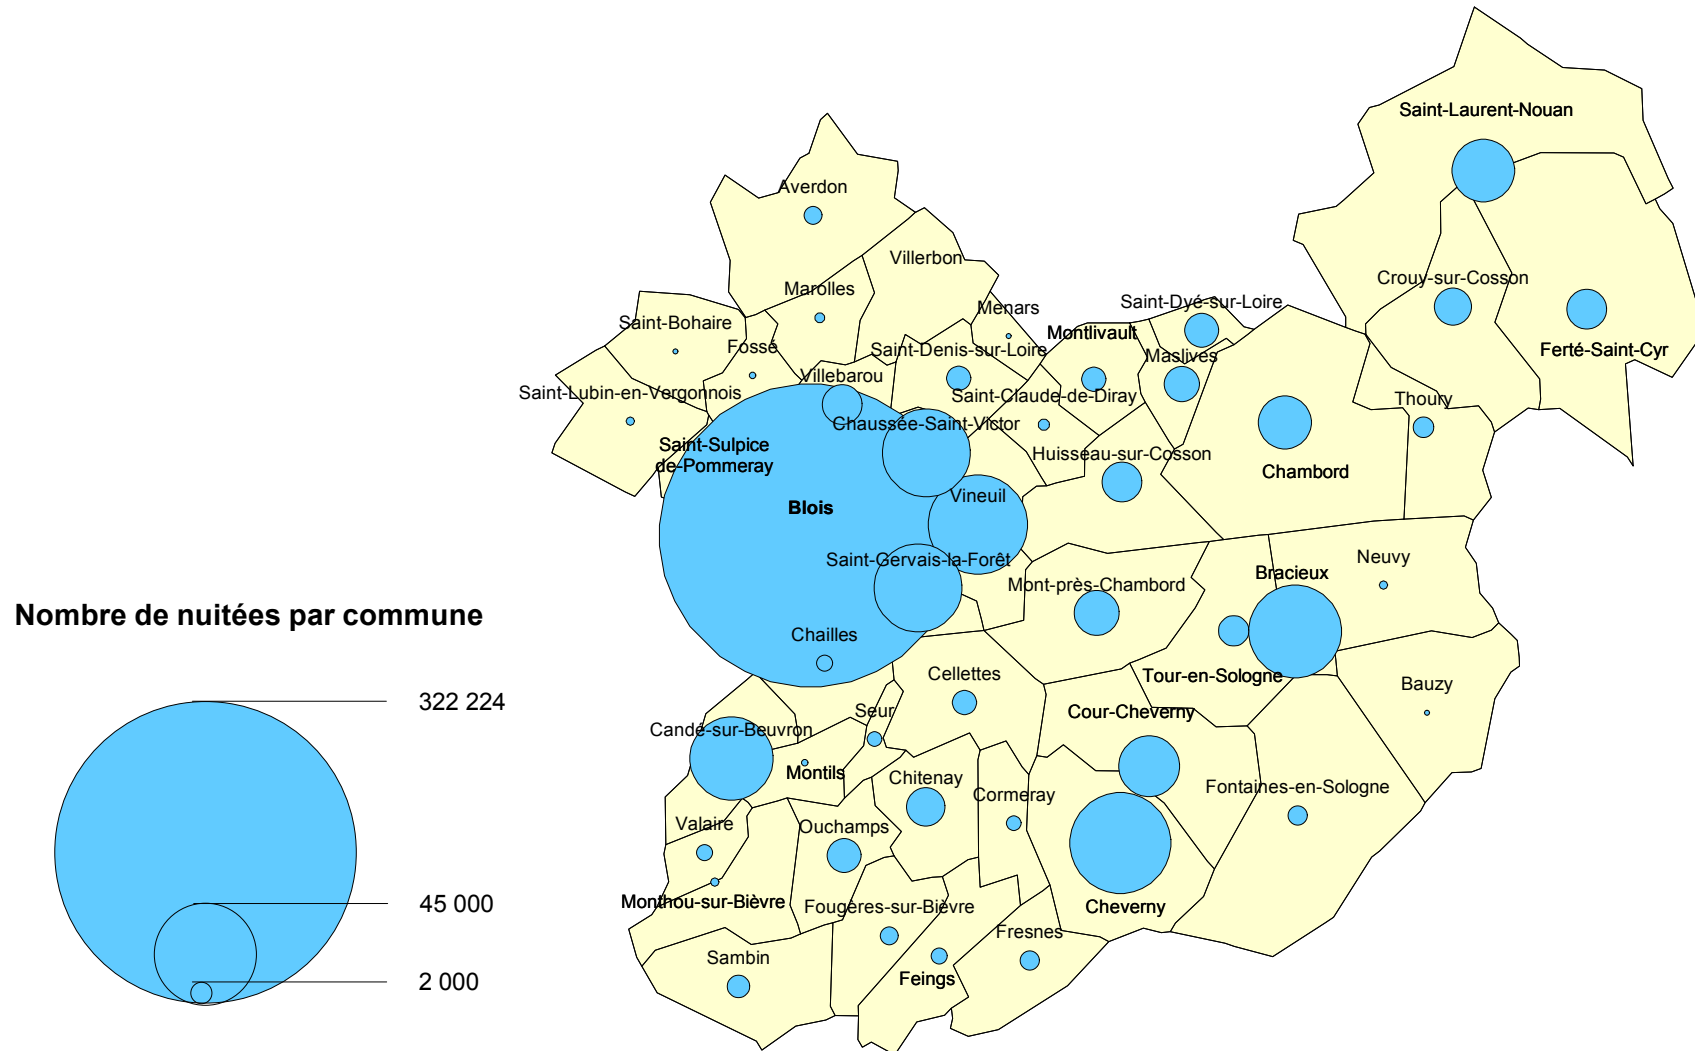 Saint-Laurent-Nouan
Averdon
Villerbon
Crouy-sur-Cosson
Marolles
Saint-Dyé-sur-Loire
Menars
Saint-Bohaire
Montlivault
Fossé
Saint-Denis-sur-Loire
Ferté-Saint-Cyr
Maslives
Villebarou
Saint-Lubin-en-Vergonnois
Saint-Claude-de-Diray
Thoury
Chaussée-Saint-Victor
Saint-Sulpice
de-Pommeray
Huisseau-sur-Cosson
Chambord
Vineuil
Blois
Saint-Gervais-la-Forêt
Neuvy
Bracieux
Mont-près-Chambord
Nombre de nuitées par commune
Chailles
Cellettes
Tour-en-Sologne
Bauzy
322 224
Seur
Cour-Cheverny
Candé-sur-Beuvron
Montils
Chitenay
Fontaines-en-Sologne
Cormeray
Valaire
Ouchamps
45 000
Monthou-sur-Bièvre
Fougères-sur-Bièvre
Cheverny
Fresnes
Sambin
Feings
2 000